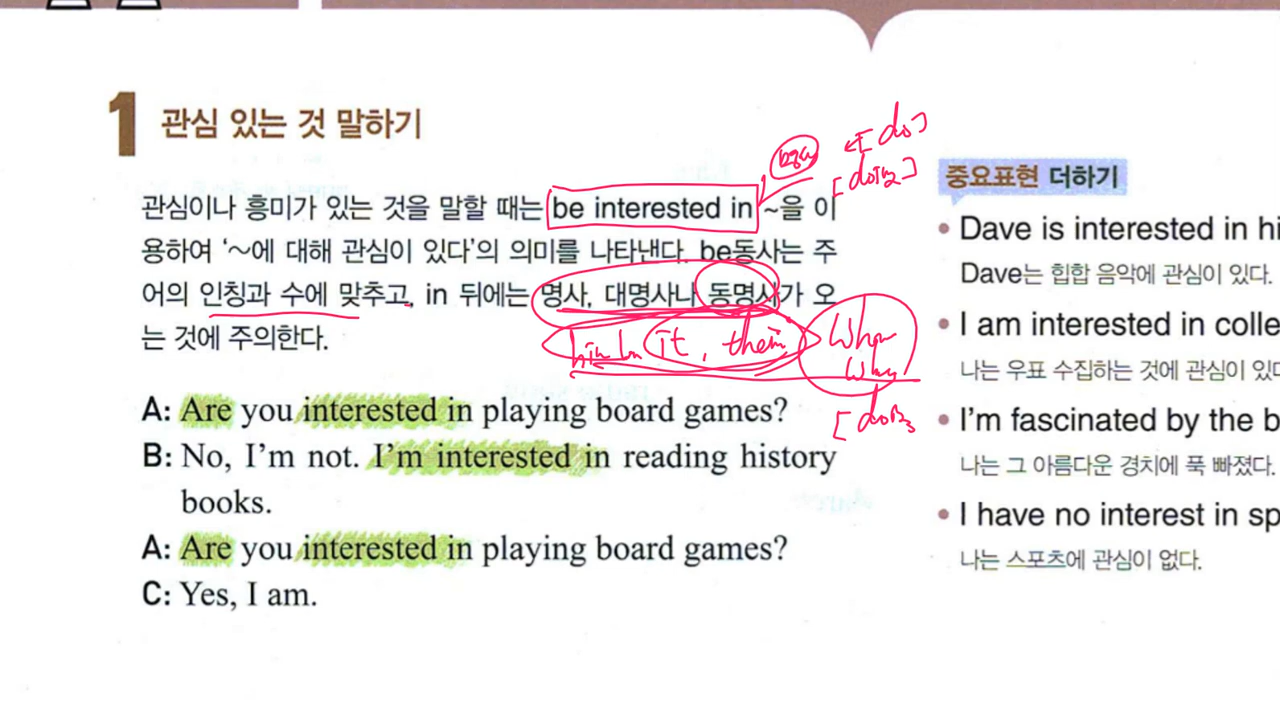 1 관심 있는 것 말하기
관심이나 흥미가 있는 것을 말할 때는 be interested in ~을 이
용하여 '~에 대해 관심이 있다'의 의미를 나타낸다. be동사는 주
어의 인칭과 수에 맞추고, in 뒤에는 명사, 대명사나 동명사가 오
는 것에 주의한다.
[do]
[doing]
it, them
A: Are you interested in playing board games?
B: No, I'm not. I'm interested in reading history
books.
A: Are you interested in playing board games?
C: Yes, I am.
중요표현 더하기
• Dave is interested in hi
Dave는 힙합 음악에 관심이 있다.
• I am interested in colle
나는 우표 수집하는 것에 관심이 있
• I'm fascinated by the b
나는 그 아름다운 경치에 푹 빠졌다.
• I have no interest in sp
나는 스포츠에 관심이 없다.